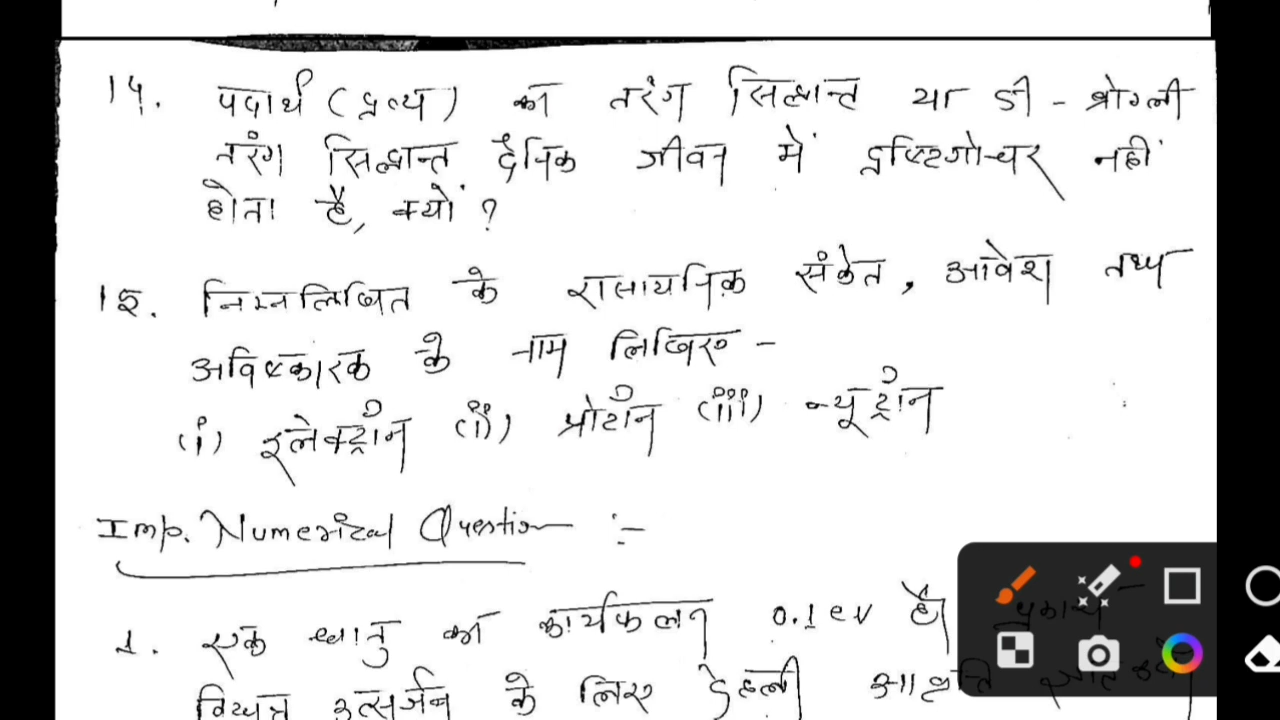 14. पदार्थ (द्रव्य) का तरंग सिद्धान्त या डी - ब्रोग्ली
तरंग सिद्धान्त दैनिक जीवन में दृष्टिगोचर नहीं
होता है, क्यों ?
15. निम्नलिखित के रासायनिक संकेत, आवेश तथा
अविष्कारक के नाम लिखिए -
(i) इलेक्ट्रॉन (ii) प्रोटॉन (iii) न्यूट्रॉन
Imp. Numerical Question :-
1. एक धातु का कार्यफलन 0.1 eV है। प्रकाश -
विद्युत उत्सर्जन के लिए देहली आवृत्ति